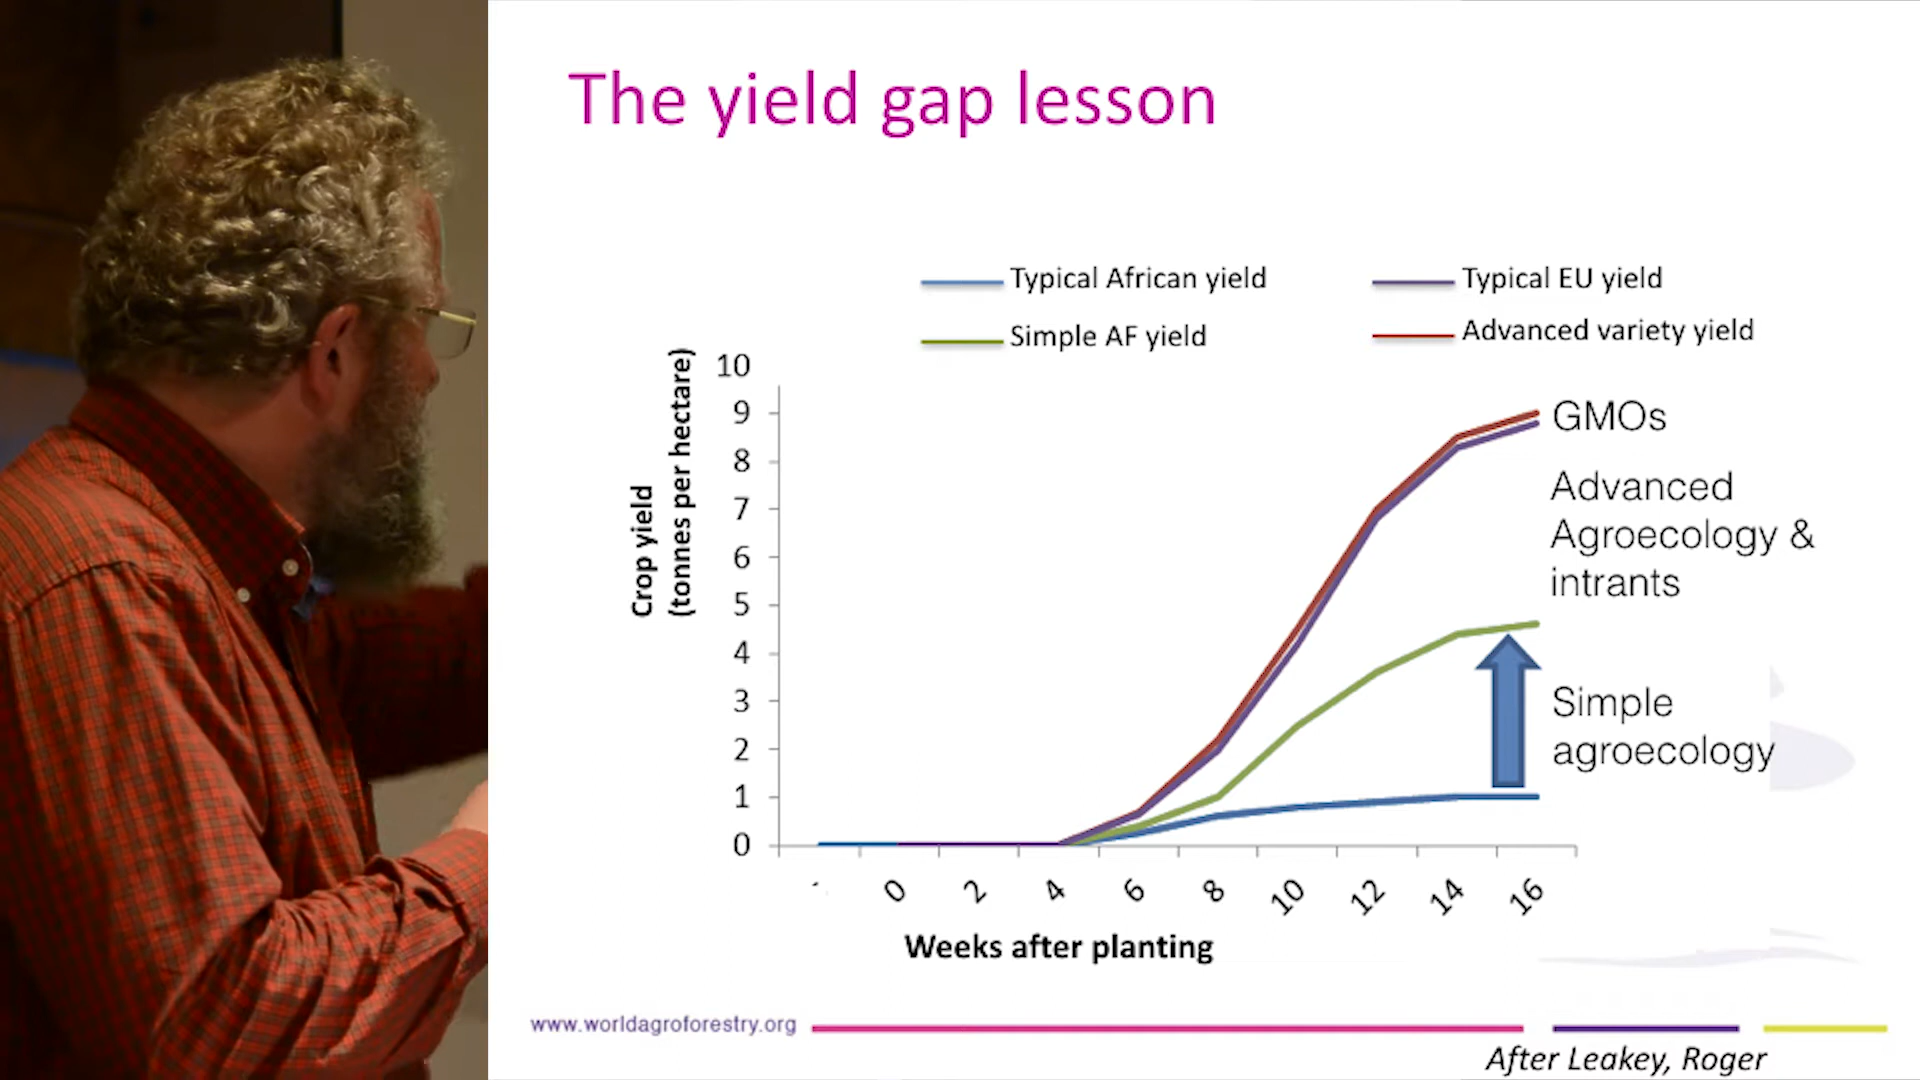 The yield gap lesson
Typical African yield
Typical EU yield
Simple AF yield
Advanced variety yield
Crop yield
(tonnes per hectare)
10
9
8
7
6
5
4
3
2
1
0
GMOs
Advanced
Agroecology &
intrants
Simple
agroecology
0 2 4 6 8 10 12 14 16
Weeks after planting
www.worldagroforestry.org
After Leakey, Roger